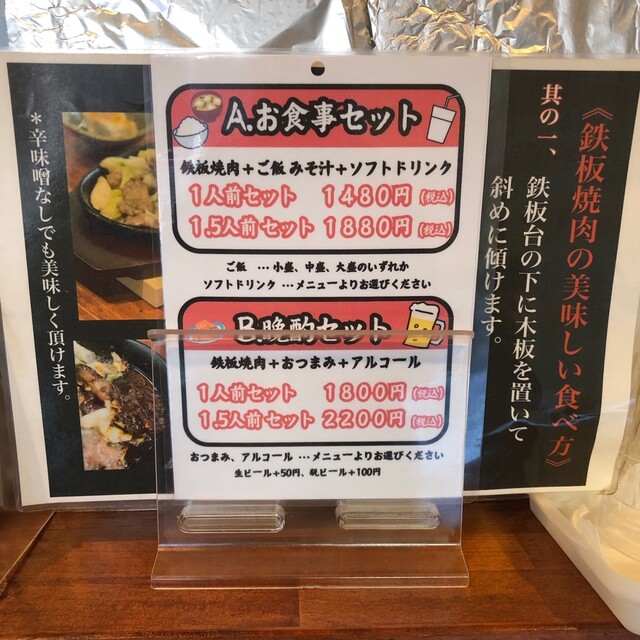 A.お食事セット
鉄板焼肉+ご飯 みそ汁+ソフトドリンク
1人前セット 1480円(税込)
1.5人前セット 1880円(税込)
ご飯 …小盛、中盛、大盛のいずれか
ソフトドリンク …メニューよりお選びください
B.晩酌セット
鉄板焼肉+おつまみ+アルコール
1人前セット 1800円(税込)
1.5人前セット 2200円(税込)
おつまみ、アルコール …メニューよりお選びください
生ビール+50円、瓶ビール+100円
《鉄板焼肉の美味しい食べ方》
其の一、鉄板台の下に木板を置いて
斜めに傾けます。
*辛味噌なしでも美味しく頂けます。